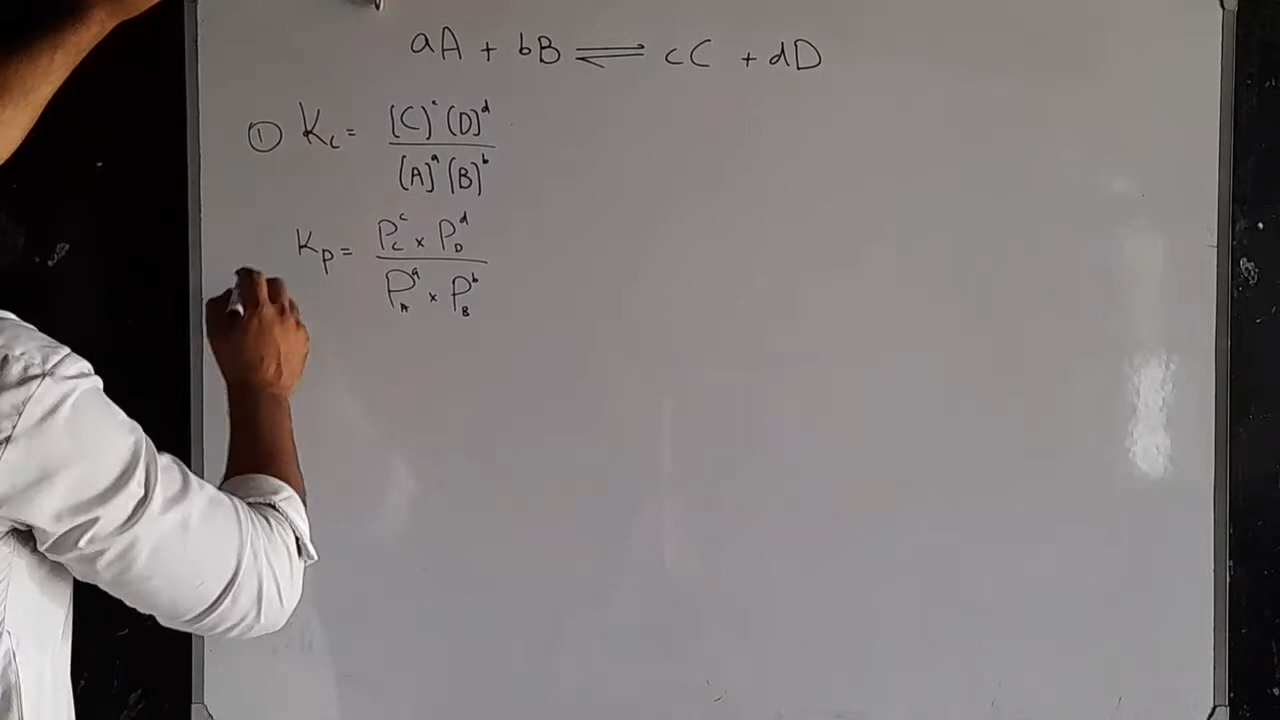 aA + bB ⇌ cC + dD
① Kc = [C]^c [D]^d / [A]^a [B]^b
Kp = P_C^c × P_D^d / P_A^a × P_B^b